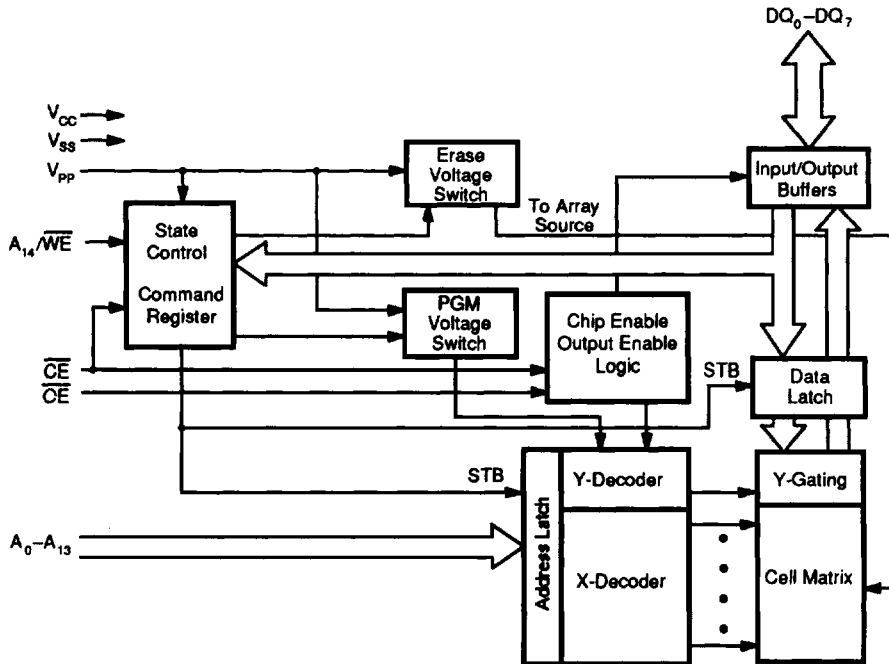 DQ₀–DQ₇
V_CC
V_SS
V_PP
Erase
Voltage
Switch
Input/Output
Buffers
To Array
Source
A₁₄/W̅E̅
State
Control
Command
Register
PGM
Voltage
Switch
Chip Enable
Output Enable
Logic
C̅E̅
C̅E̅
STB
Data
Latch
STB
Address Latch
Y-Decoder
Y-Gating
A₀–A₁₃
X-Decoder
Cell Matrix